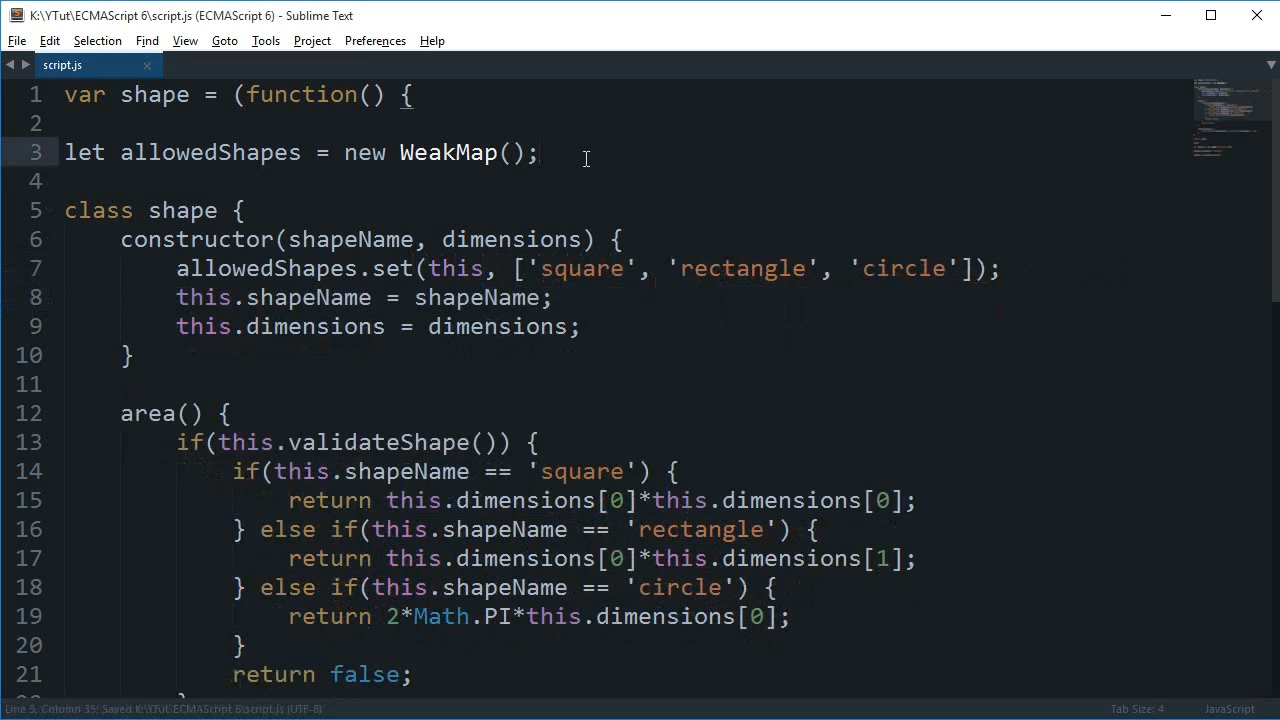 K:\YTut\ECMAScript 6\script.js (ECMAScript 6) - Sublime Text
File Edit Selection Find View Goto Tools Project Preferences Help
script.js
1 var shape = (function() {
2
3 let allowedShapes = new WeakMap();
4
5 class shape {
6 constructor(shapeName, dimensions) {
7 allowedShapes.set(this, ['square', 'rectangle', 'circle']);
8 this.shapeName = shapeName;
9 this.dimensions = dimensions;
10 }
11
12 area() {
13 if(this.validateShape()) {
14 if(this.shapeName == 'square') {
15 return this.dimensions[0]*this.dimensions[0];
16 } else if(this.shapeName == 'rectangle') {
17 return this.dimensions[0]*this.dimensions[1];
18 } else if(this.shapeName == 'circle') {
19 return 2*Math.PI*this.dimensions[0];
20 }
21 return false;
Line 3, Column 35; Saved K:\YTut\ECMAScript 6\script.js (UTF-8) Tab Size: 4 JavaScript